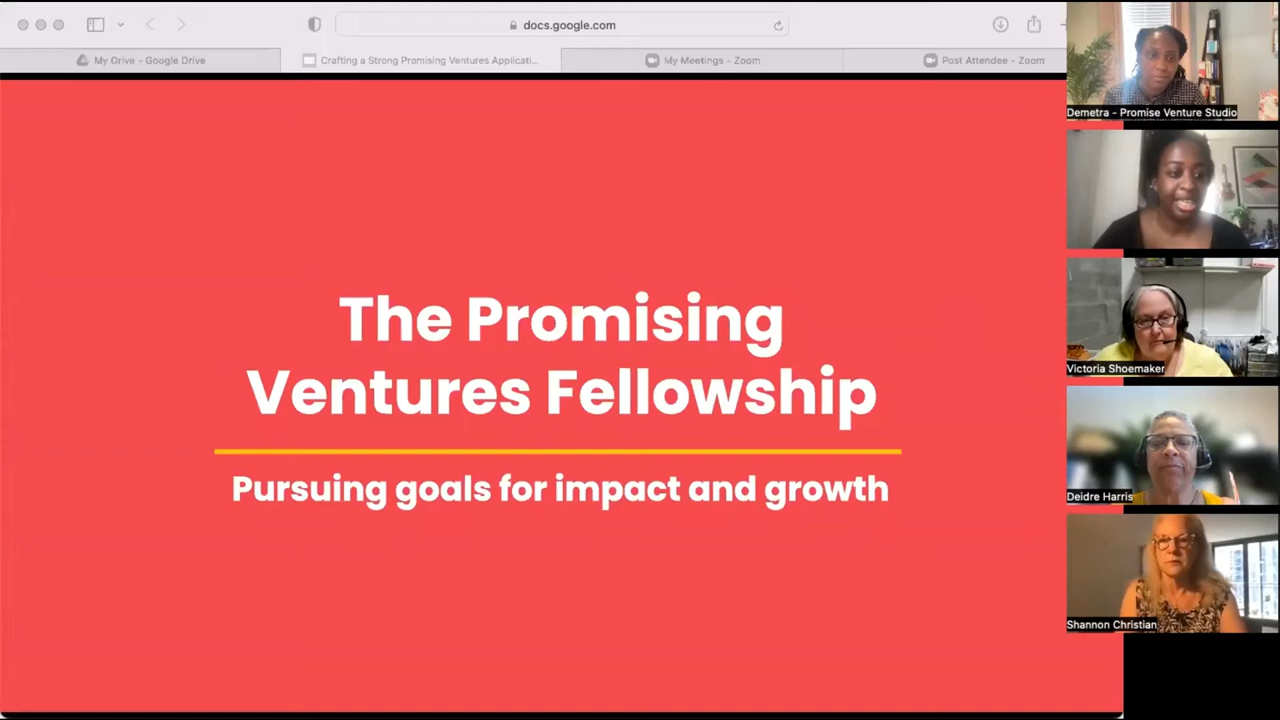 docs.google.com
My Drive - Google Drive
Crafting a Strong Promising Ventures Applicati...
My Meetings - Zoom
Post Attendee - Zoom
The Promising
Ventures Fellowship
Pursuing goals for impact and growth
Demetra - Promise Venture Studio
Victoria Shoemaker
Deidre Harris
Shannon Christian